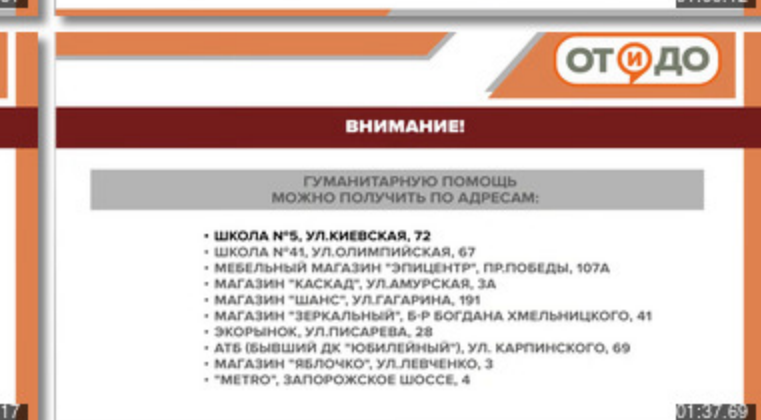 ОТ И ДО
ВНИМАНИЕ!
ГУМАНИТАРНУЮ ПОМОЩЬ
МОЖНО ПОЛУЧИТЬ ПО АДРЕСАМ:
• ШКОЛА №5, УЛ.КИЕВСКАЯ, 72
• ШКОЛА №41, УЛ.ОЛИМПИЙСКАЯ, 67
• МЕБЕЛЬНЫЙ МАГАЗИН "ЭПИЦЕНТР", ПР.ПОБЕДЫ, 107А
• МАГАЗИН "КАСКАД", УЛ.АМУРСКАЯ, 3А
• МАГАЗИН "ШАНС", УЛ.ГАГАРИНА, 191
• МАГАЗИН "ЗЕРКАЛЬНЫЙ", Б-Р БОГДАНА ХМЕЛЬНИЦКОГО, 41
• ЭКОРЫНОК, УЛ.ПИСАРЕВА, 28
• АТБ (БЫВШИЙ ДК "ЮБИЛЕЙНЫЙ"), УЛ. КАРПИНСКОГО, 69
• МАГАЗИН "ЯБЛОЧКО", УЛ.ЛЕВЧЕНКО, 3
• "METRO", ЗАПОРОЖСКОЕ ШОССЕ, 4
17
01:37.69